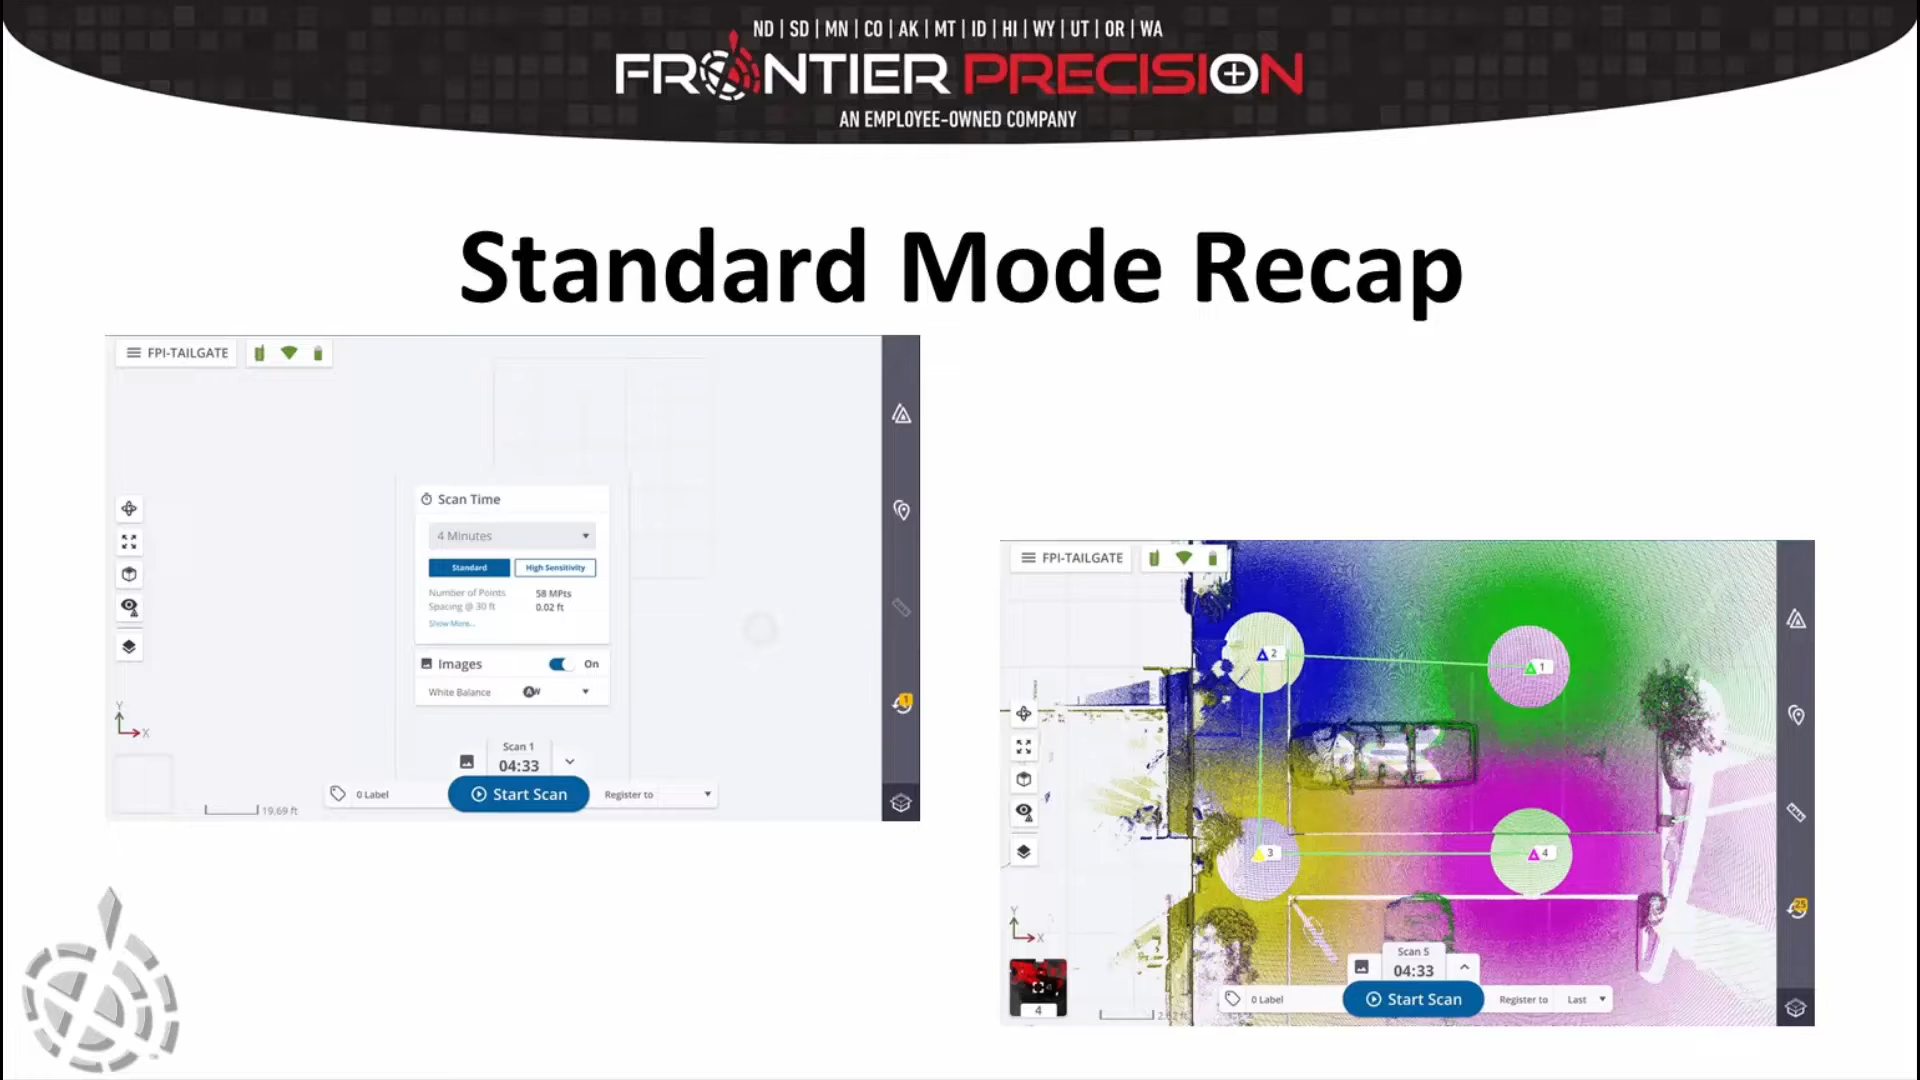 ND | SD | MN | CO | AK | MT | ID | HI | WY | UT | OR | WA
FRONTIER PRECISION
AN EMPLOYEE-OWNED COMPANY
Standard Mode Recap
FPI-TAILGATE
Scan Time
4 Minutes
Standard
High Sensitivity
Number of Points 58 MPts
Spacing @ 30 ft 0.02 ft
Show More...
Images On
White Balance AW
1
Y
X
Scan 1
04:33
0 Label
Start Scan
Register to
19.69 ft
FPI-TAILGATE
2
1
3
4
25
Y
X
Scan 5
04:33
4
0 Label
Start Scan
Register to Last